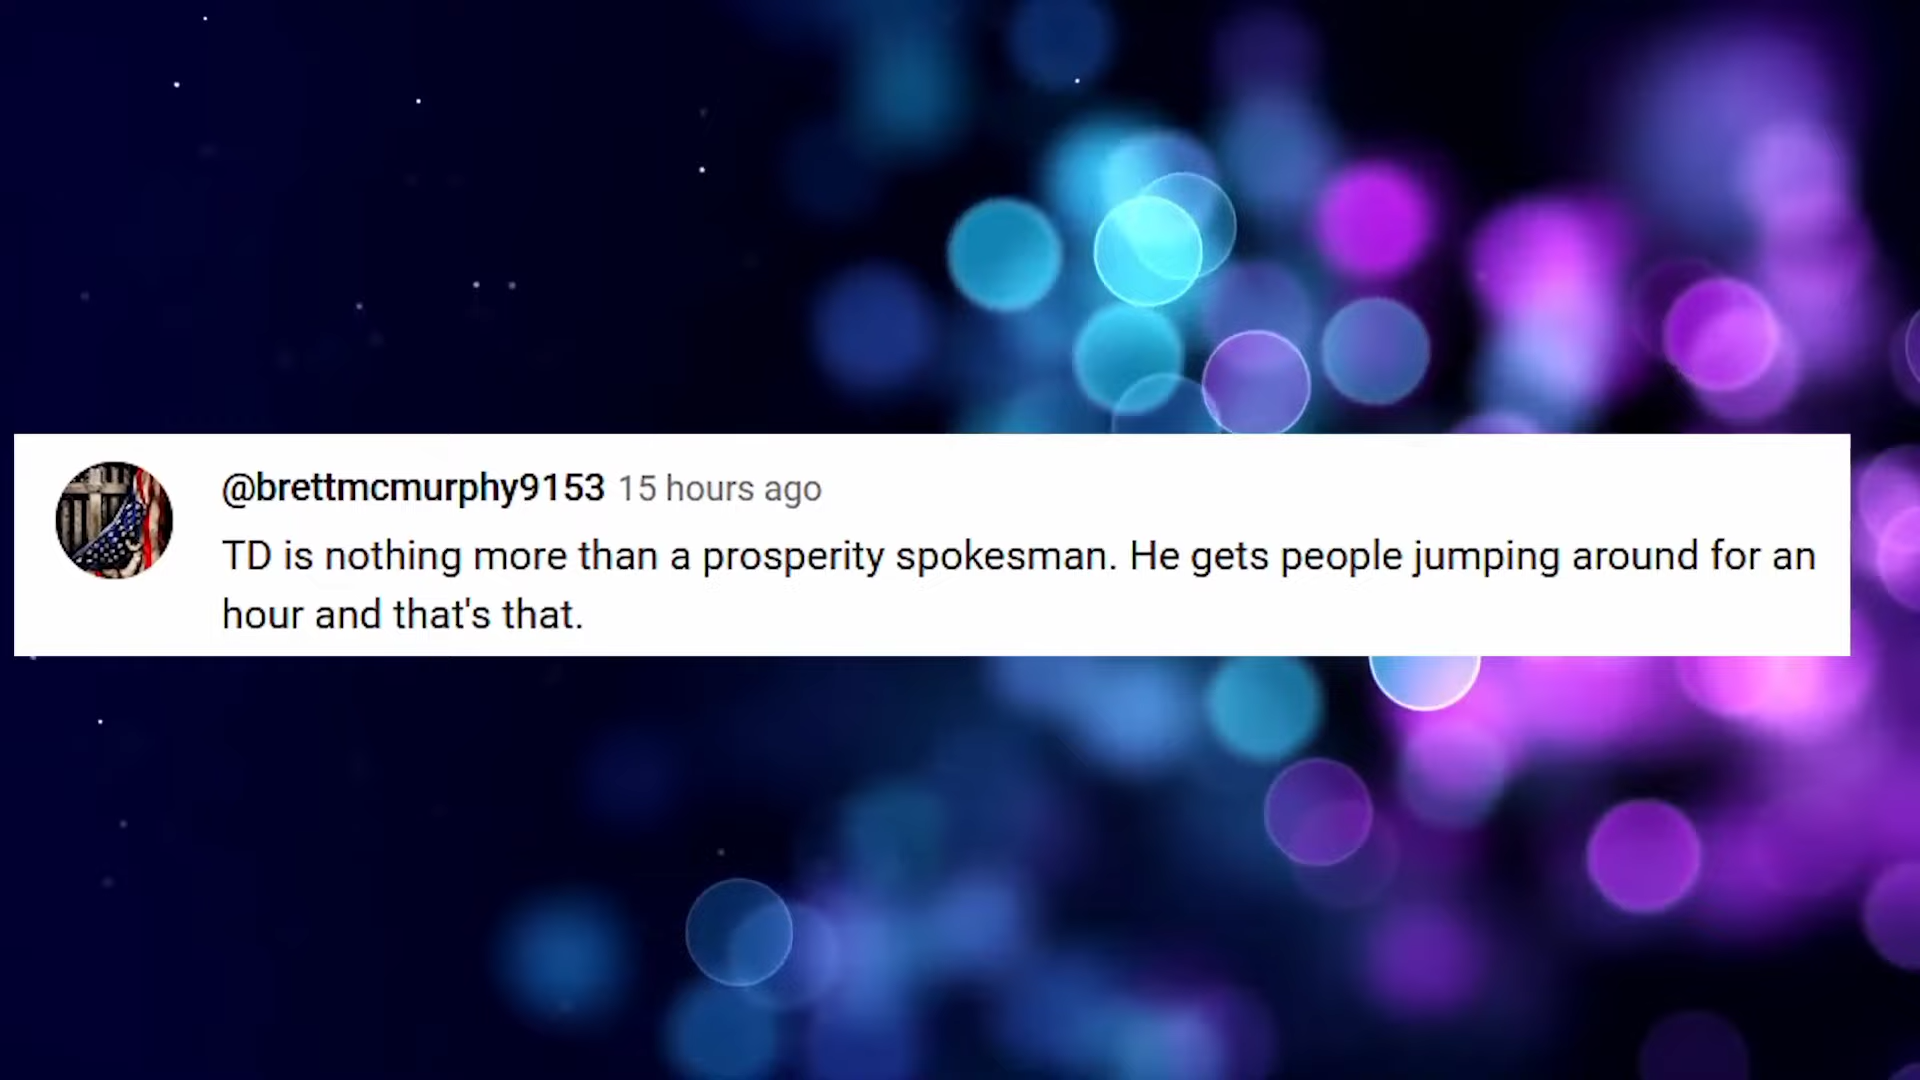 @brettmcmurphy9153 15 hours ago
TD is nothing more than a prosperity spokesman. He gets people jumping around for an
hour and that's that.